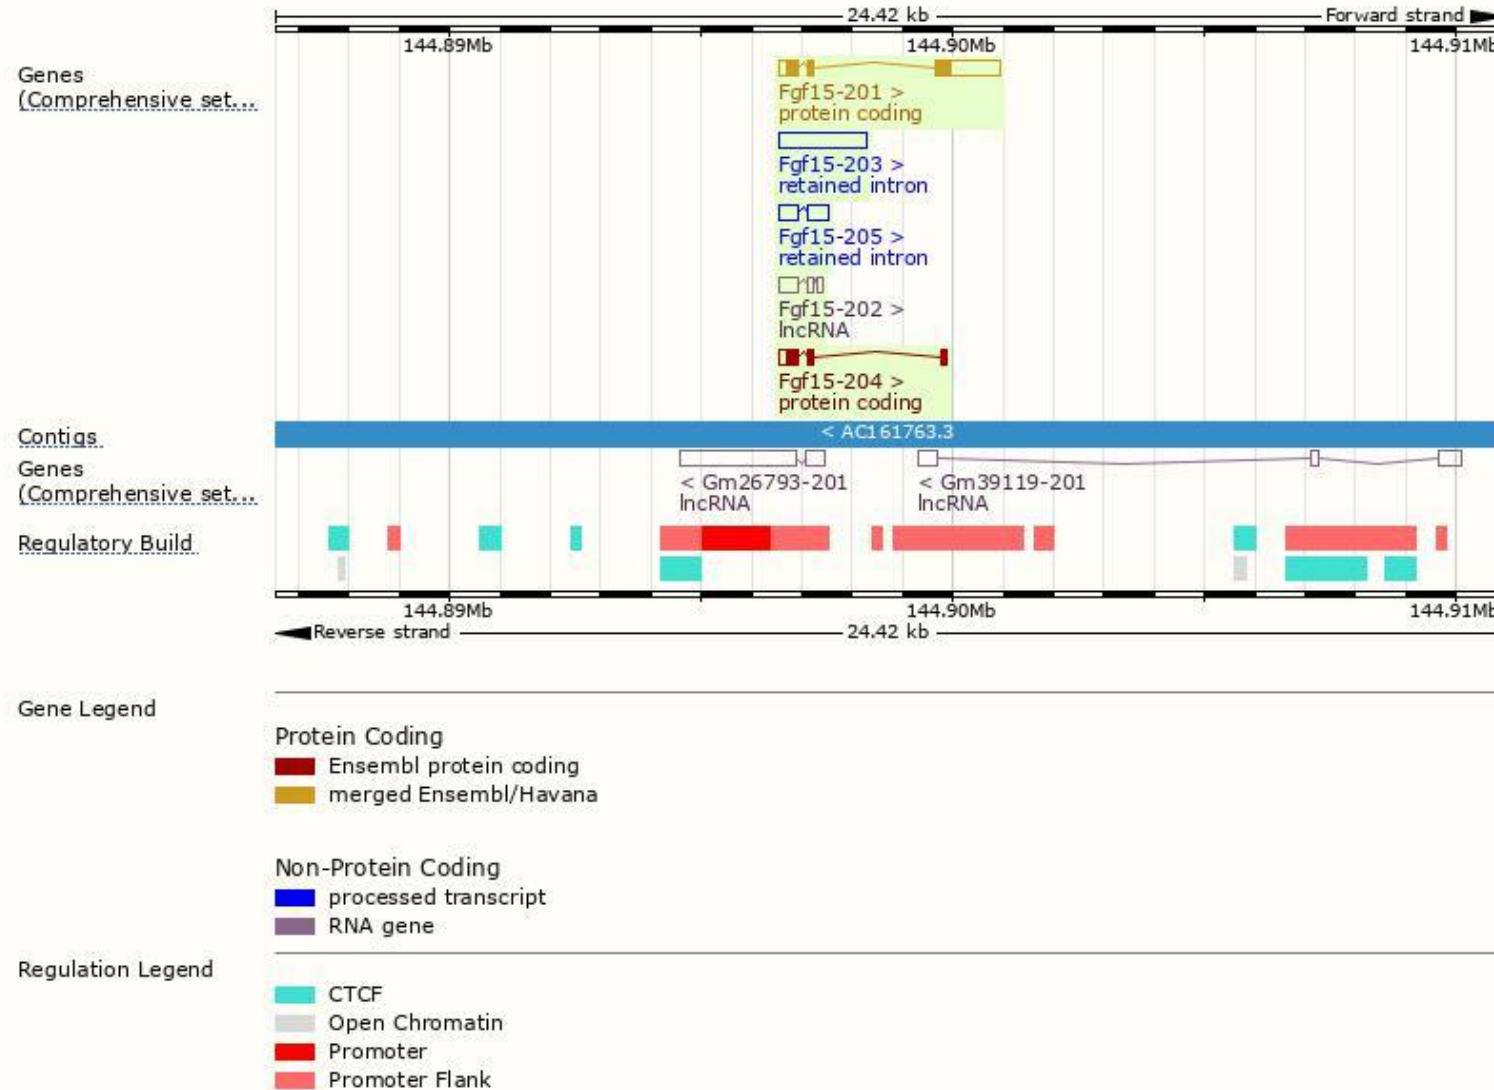 24.42 kb
Forward strand
144.89Mb
144.90Mb
144.91Mb
Genes
(Comprehensive set...
Fgf15-201 >
protein coding
Fgf15-203 >
retained intron
Fgf15-205 >
retained intron
Fgf15-202 >
lncRNA
Fgf15-204 >
protein coding
Contigs
< AC161763.3
Genes
(Comprehensive set...
< Gm26793-201
lncRNA
< Gm39119-201
lncRNA
Regulatory Build
144.89Mb
144.90Mb
144.91Mb
Reverse strand
24.42 kb
Gene Legend
Protein Coding
Ensembl protein coding
merged Ensembl/Havana
Non-Protein Coding
processed transcript
RNA gene
Regulation Legend
CTCF
Open Chromatin
Promoter
Promoter Flank